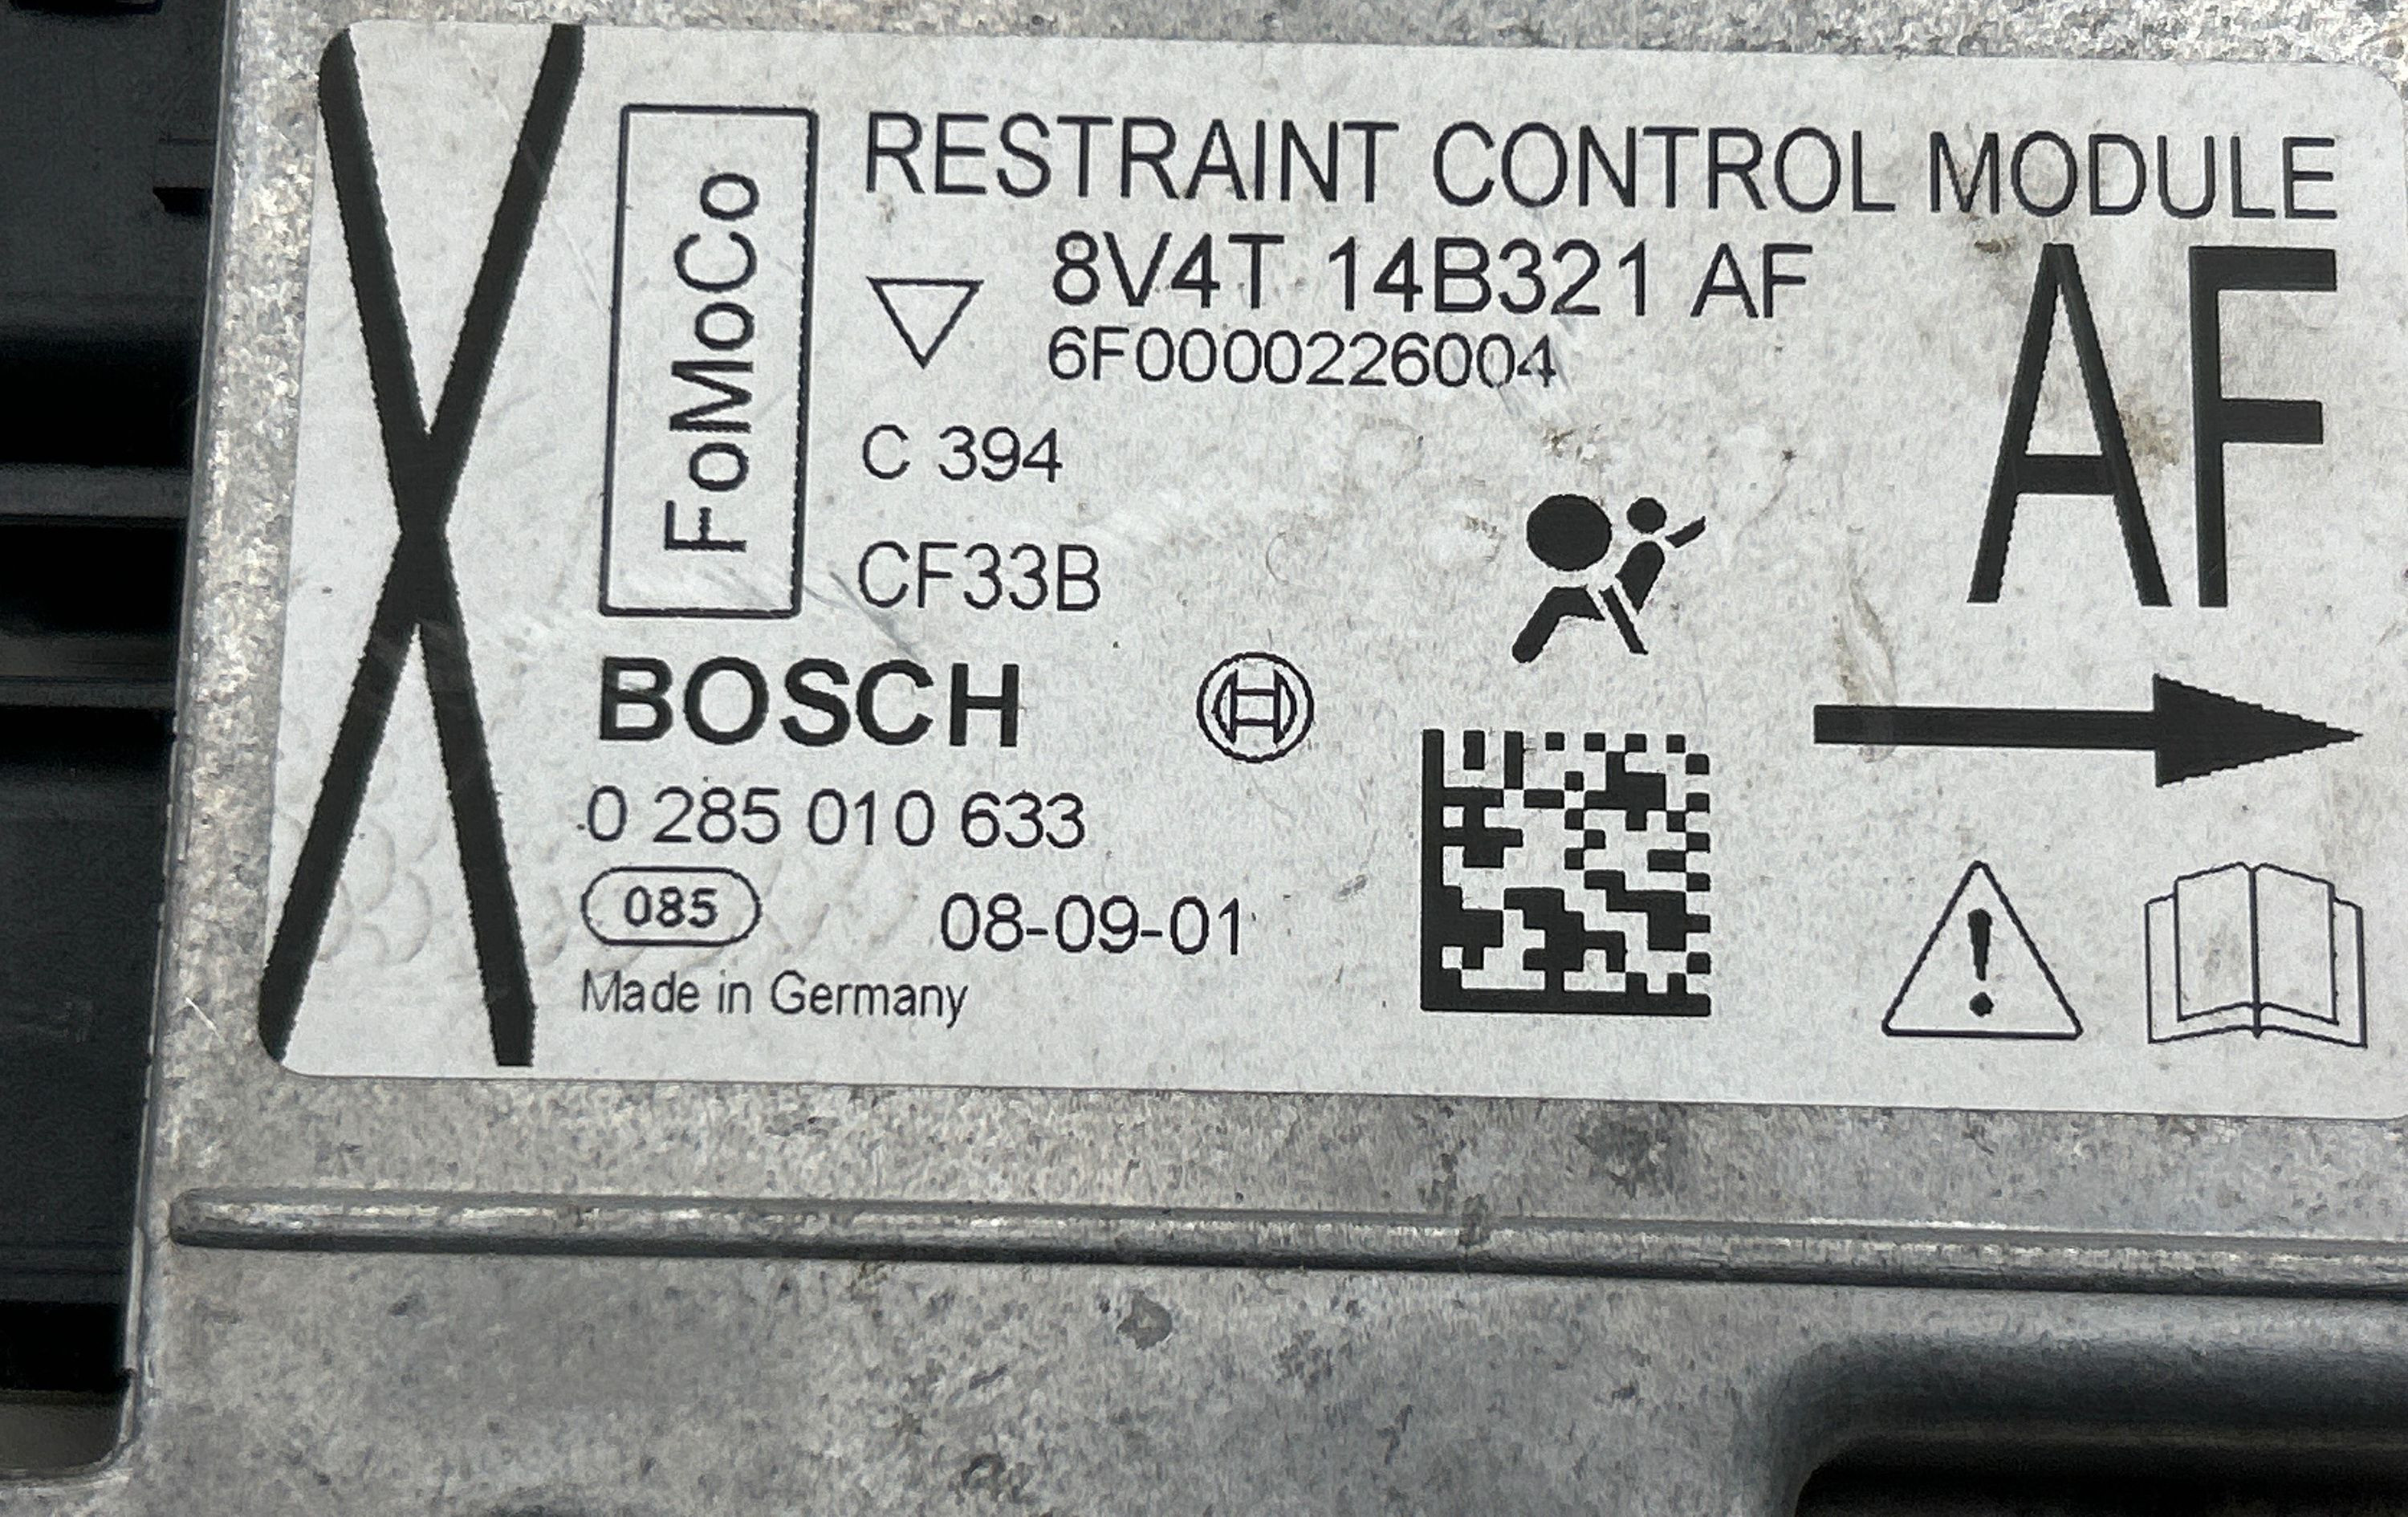 X
FoMoCo
RESTRAINT CONTROL MODULE
8V4T 14B321 AF
AF
6F0000226004
C 394
CF33B
BOSCH
0 285 010 633
085
08-09-01
Made in Germany